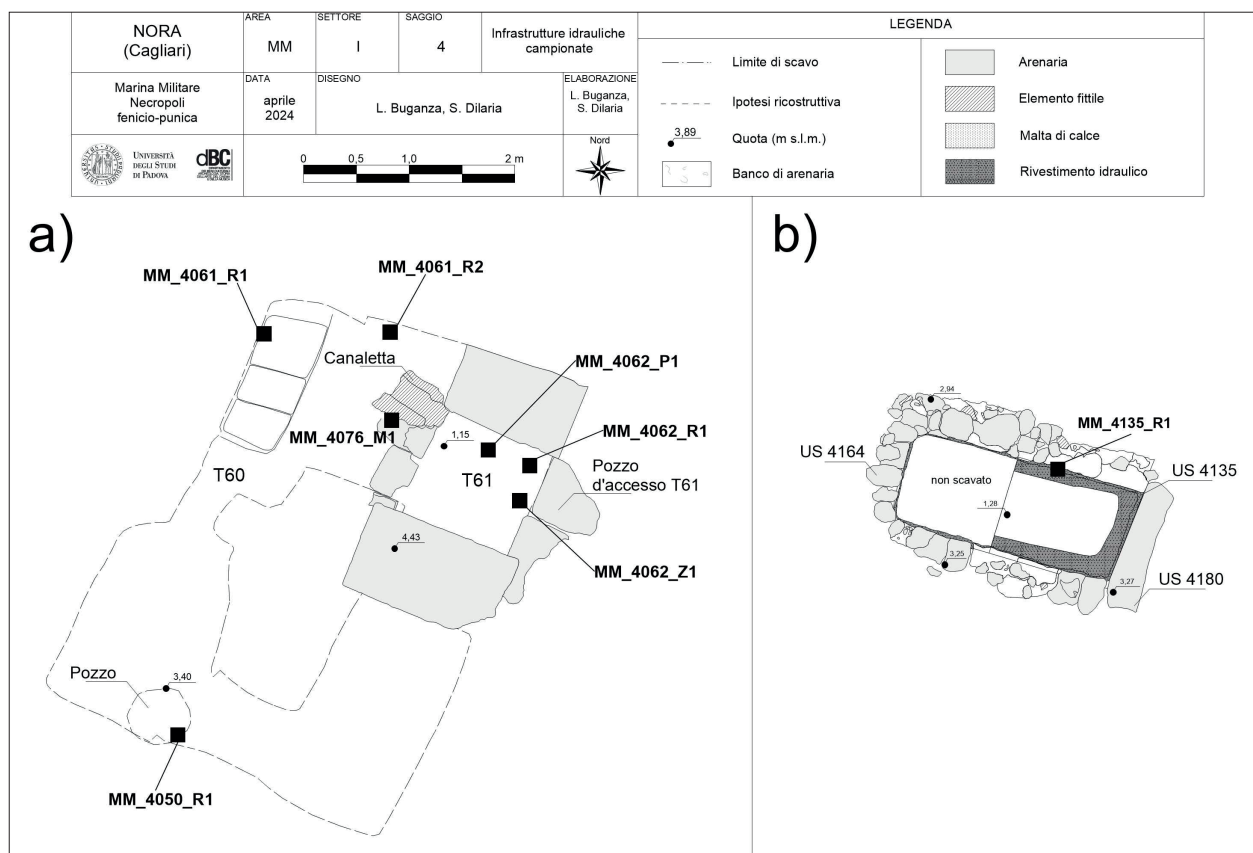 NORA
(Cagliari)
AREA
MM
SETTORE
I
SAGGIO
4
Infrastrutture idrauliche
campionate
Marina Militare
Necropoli
fenicio-punica
DATA
aprile
2024
DISEGNO
L. Buganza, S. Dilaria
ELABORAZIONE
L. Buganza,
S. Dilaria
UNIVERSITÀ
DEGLI STUDI
DI PADOVA
dBC
0 0,5 1,0 2 m
Nord
LEGENDA
Limite di scavo
Ipotesi ricostruttiva
3,89
Quota (m s.l.m.)
Banco di arenaria
Arenaria
Elemento fittile
Malta di calce
Rivestimento idraulico
a)
MM_4061_R1
MM_4061_R2
Canaletta
MM_4062_P1
MM_4076_M1
1,15
MM_4062_R1
T60
T61
Pozzo
d'accesso T61
4,43
MM_4062_Z1
Pozzo
3,40
MM_4050_R1
b)
2,94
MM_4135_R1
US 4164
US 4135
non scavato
1,28
3,25
3,27
US 4180